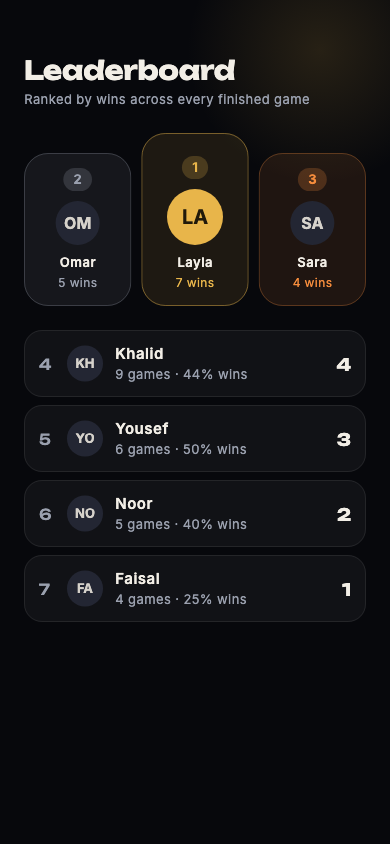 Leaderboard
Ranked by wins across every finished game
2
OM
Omar
5 wins
1
LA
Layla
7 wins
3
SA
Sara
4 wins
4 KH Khalid 4
9 games · 44% wins
5 YO Yousef 3
6 games · 50% wins
6 NO Noor 2
5 games · 40% wins
7 FA Faisal 1
4 games · 25% wins